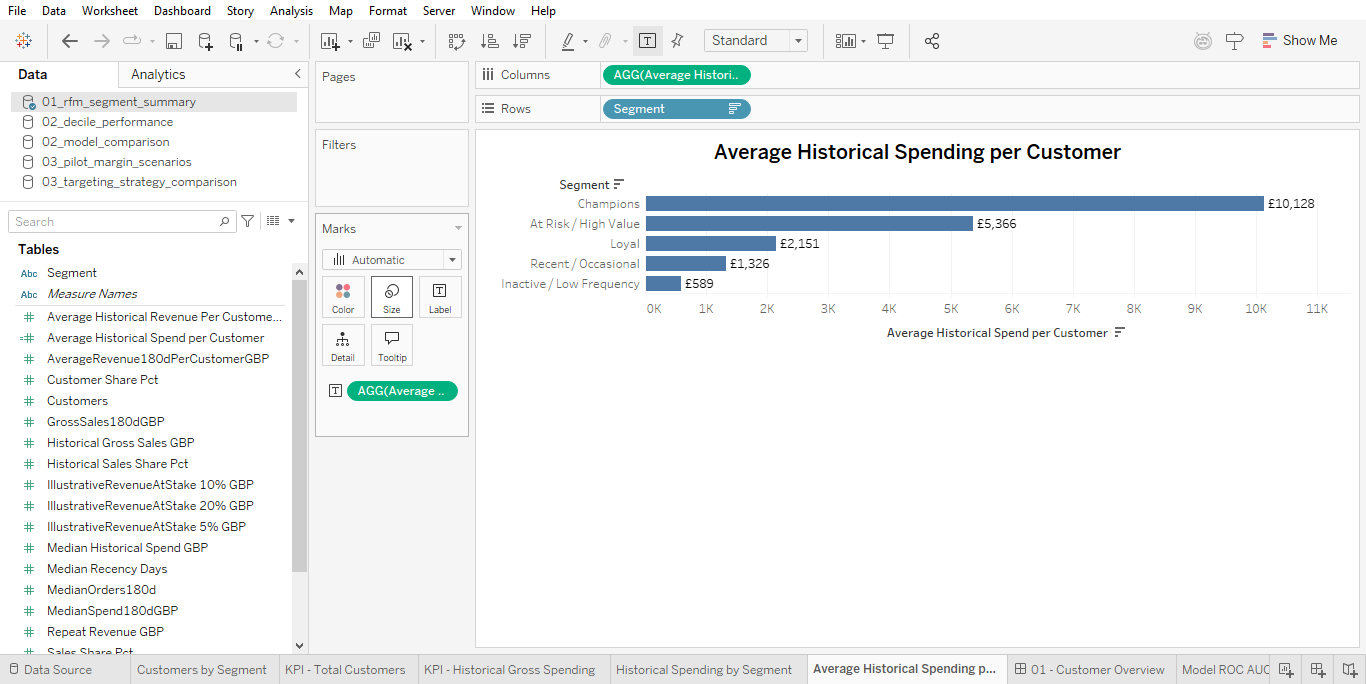 File Data Worksheet Dashboard Story Analysis Map Format Server Window Help
Standard
Show Me
Data
Analytics
01_rfm_segment_summary
02_decile_performance
02_model_comparison
03_pilot_margin_scenarios
03_targeting_strategy_comparison
Search
Tables
Abc Segment
Abc Measure Names
Average Historical Revenue Per Custome...
Average Historical Spend per Customer
AverageRevenue180dPerCustomerGBP
Customer Share Pct
Customers
GrossSales180dGBP
Historical Gross Sales GBP
Historical Sales Share Pct
IllustrativeRevenueAtStake 10% GBP
IllustrativeRevenueAtStake 20% GBP
IllustrativeRevenueAtStake 5% GBP
Median Historical Spend GBP
Median Recency Days
MedianOrders180d
MedianSpend180dGBP
Repeat Revenue GBP
Sales Share Pct
Pages
Filters
Marks
Automatic
Color Size Label
Detail Tooltip
AGG(Average ..
Columns AGG(Average Histori..
Rows Segment
Average Historical Spending per Customer
Segment
Champions £10,128
At Risk / High Value £5,366
Loyal £2,151
Recent / Occasional £1,326
Inactive / Low Frequency £589
0K 1K 2K 3K 4K 5K 6K 7K 8K 9K 10K 11K
Average Historical Spend per Customer
Data Source Customers by Segment KPI - Total Customers KPI - Historical Gross Spending Historical Spending by Segment Average Historical Spending p... 01 - Customer Overview Model ROC AUC